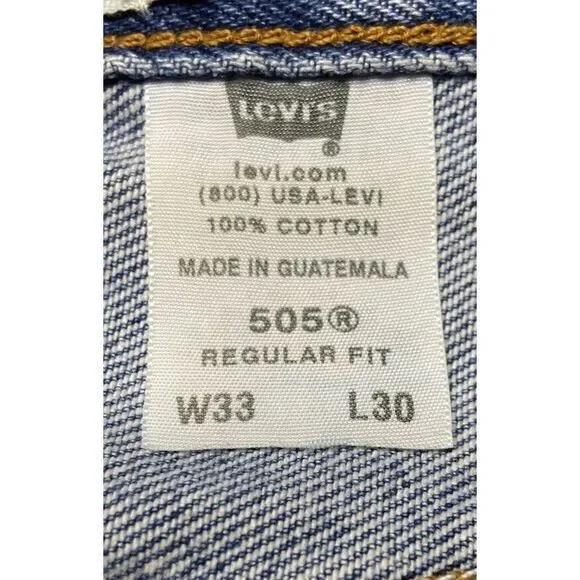 LEVI'S
®
levi.com
(800) USA-LEVI
100% COTTON
MADE IN GUATEMALA
505®
REGULAR FIT
W33 L30